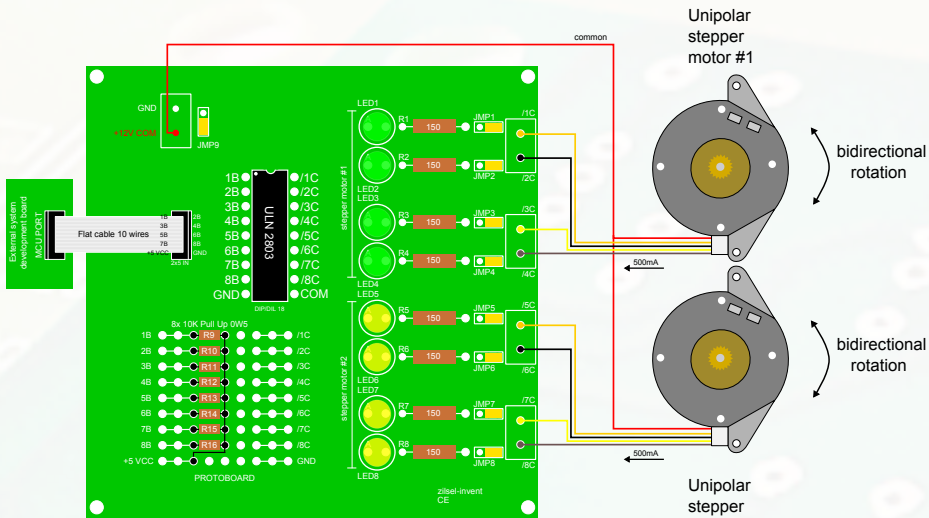 Unipolar
stepper
motor #1
common
GND
+12V COM
JMP9
LED1
R1
150
JMP1
/1C
R2
150
JMP2
LED2
/2C
LED3
R3
150
JMP3
/3C
R4
150
JMP4
LED4
/4C
stepper motor #1
bidirectional
rotation
500mA
1B
2B
3B
4B
5B
6B
7B
8B
GND
ULN 2803
/1C
/2C
/3C
/4C
/5C
/6C
/7C
/8C
COM
DIP/DIL 18
External system
development board
MCU PORT
Flat cable 10 wires
1B 2B
3B 4B
5B 6B
7B 8B
+5 VCC GND
2x5 IN
LED5
R5
150
JMP5
/5C
R6
150
JMP6
LED6
/6C
LED7
R7
150
JMP7
/7C
R8
150
JMP8
LED8
/8C
stepper motor #2
bidirectional
rotation
500mA
8x 10K Pull Up 0W5
1B R9 /1C
2B R10 /2C
3B R11 /3C
4B R12 /4C
5B R13 /5C
6B R14 /6C
7B R15 /7C
8B R16 /8C
+5 VCC GND
PROTOBOARD
zilsel-invent
CE
Unipolar
stepper